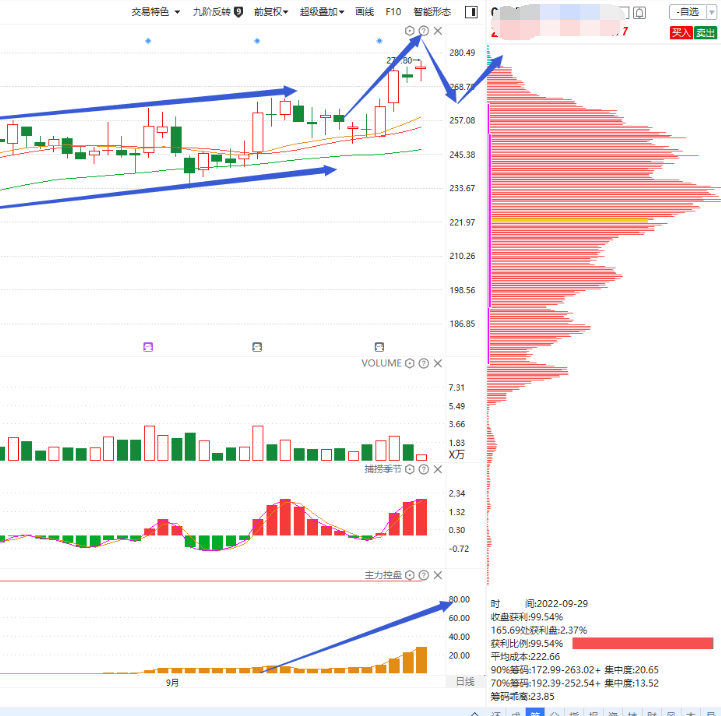 交易特色 九阶反转 9 前复权 超级叠加 画线 F10 智能形态
-自选
买入 卖出
280.49
277.80
268.78
257.08
245.38
233.67
221.97
210.26
198.56
186.85
VOLUME
7.31
5.49
3.66
1.83
X万
捕捞季节
2.34
1.32
0.30
-0.72
主力控盘
80.00
60.00
40.00
20.00
9月
日线
时 间:2022-09-29
收盘获利:99.54%
165.69处获利盘:2.37%
获利比例:99.54%
平均成本:222.66
90%筹码:172.99-263.02+ 集中度:20.65
70%筹码:192.39-252.54+ 集中度:13.52
筹码乖离:23.85